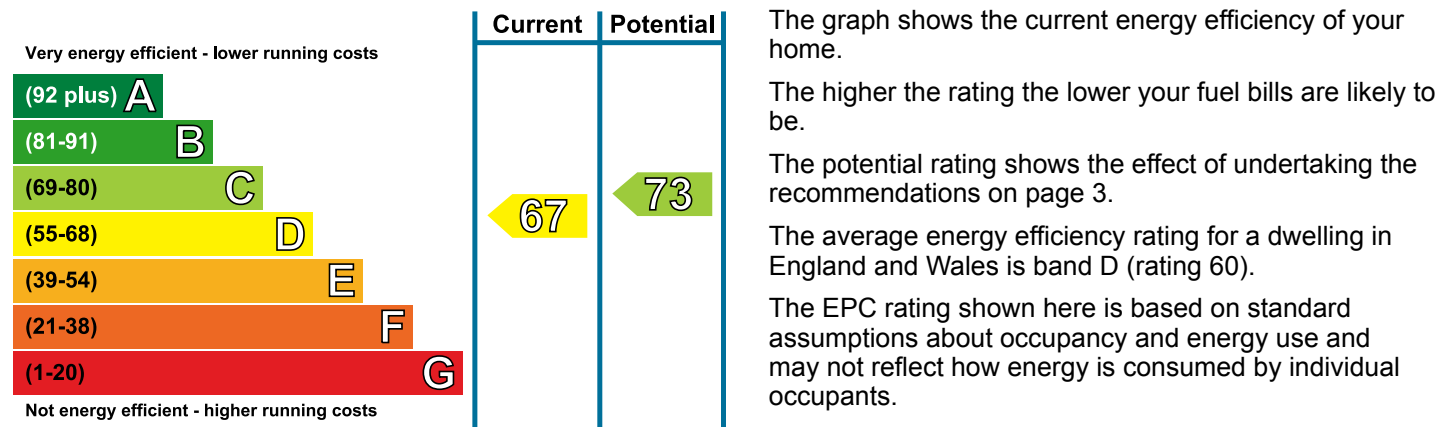 Current Potential
Very energy efficient - lower running costs
(92 plus) A
(81-91) B
(69-80) C
(55-68) D
(39-54) E
(21-38) F
(1-20) G
Not energy efficient - higher running costs
67
73
The graph shows the current energy efficiency of your
home.
The higher the rating the lower your fuel bills are likely to
be.
The potential rating shows the effect of undertaking the
recommendations on page 3.
The average energy efficiency rating for a dwelling in
England and Wales is band D (rating 60).
The EPC rating shown here is based on standard
assumptions about occupancy and energy use and
may not reflect how energy is consumed by individual
occupants.